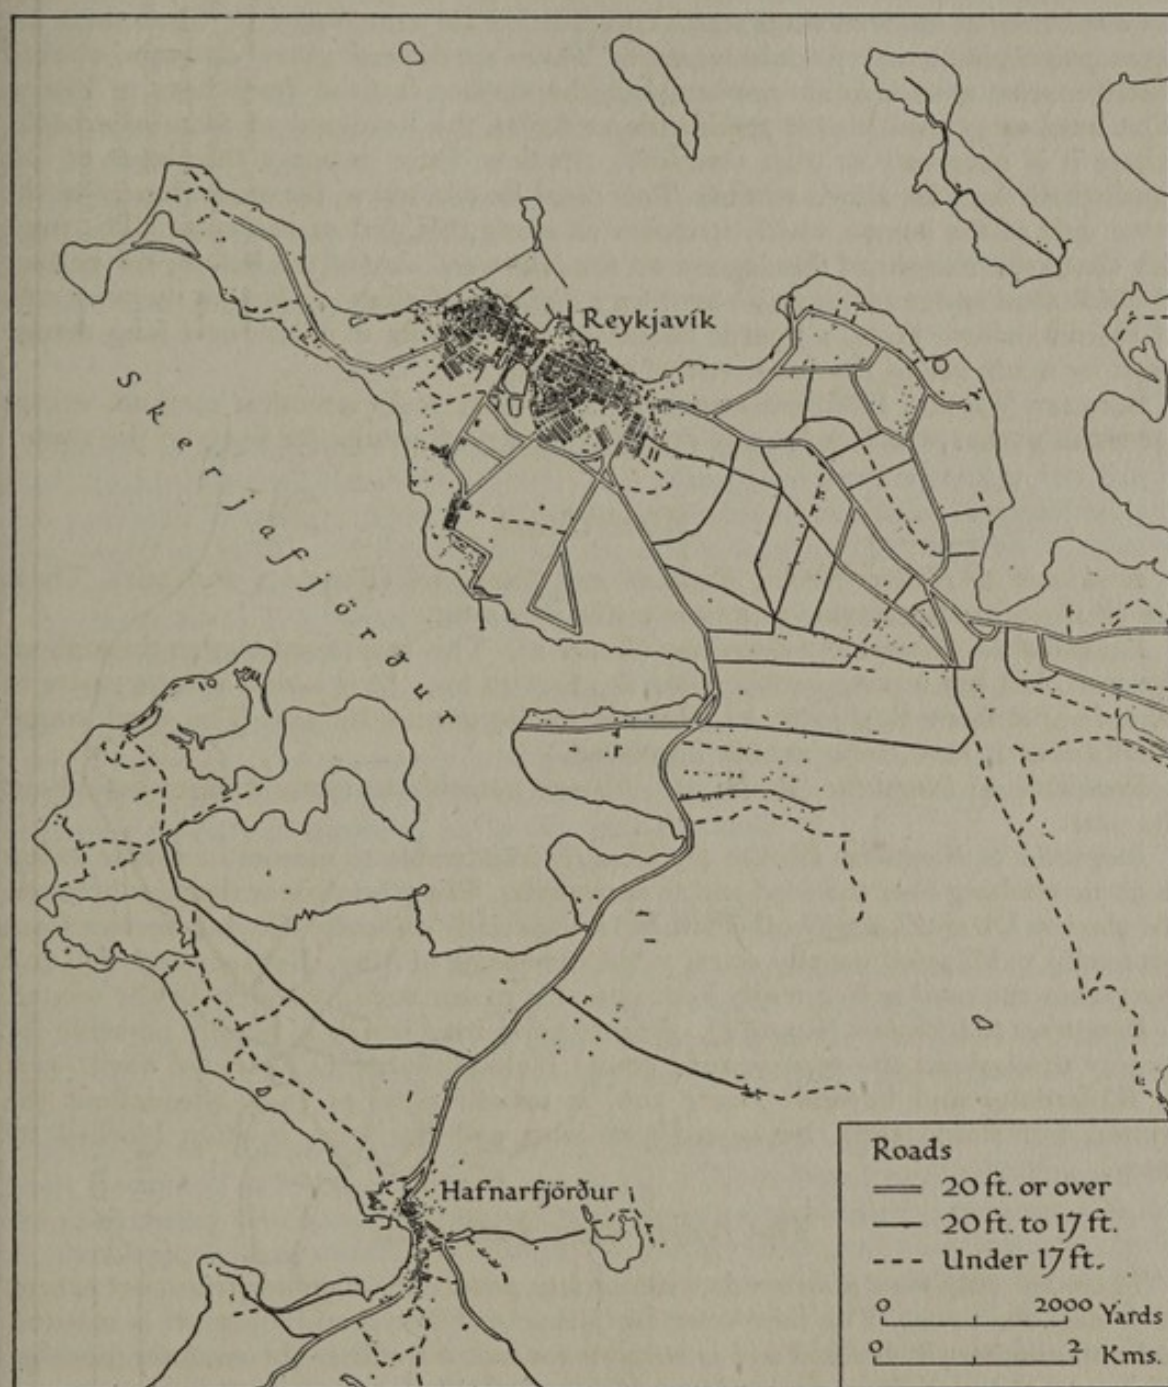 Reykjavík
Skerjafjörður
Hafnarfjörður
Roads
20 ft. or over
20 ft. to 17 ft.
Under 17 ft.
0 2000 Yards
0 2 Kms.